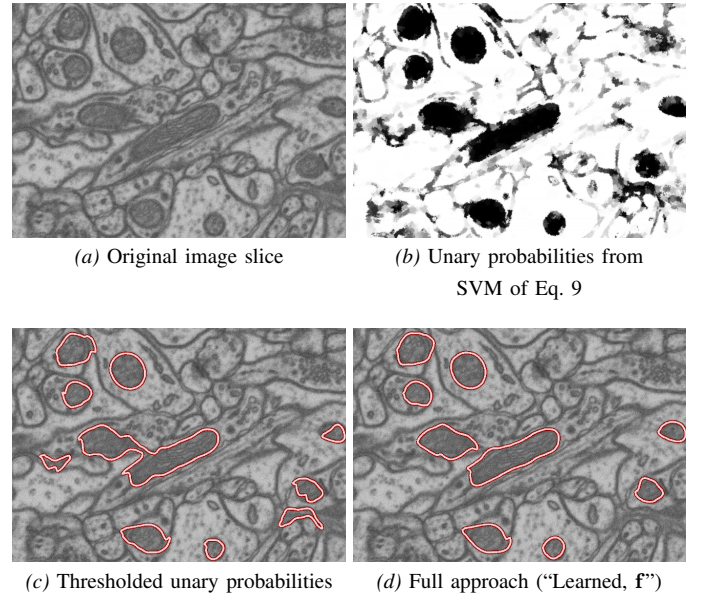 (a) Original image slice
(b) Unary probabilities from
SVM of Eq. 9
(c) Thresholded unary probabilities
(d) Full approach (“Learned, f”)